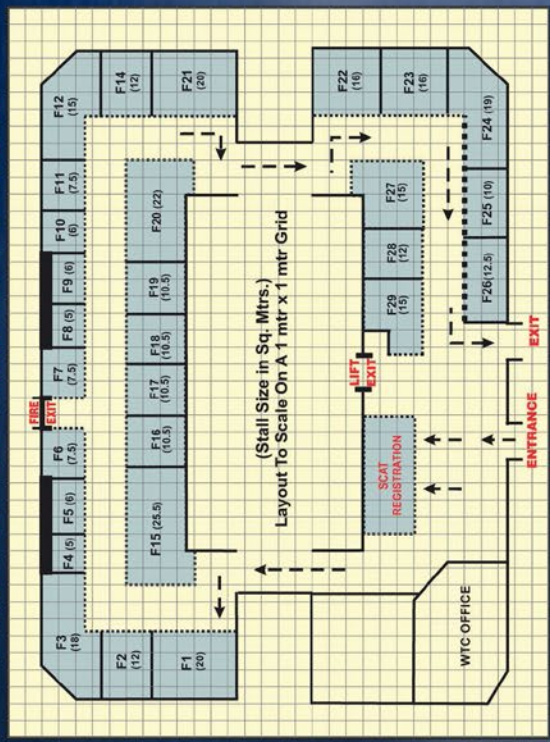 F12
(15)
F14
(12)
F21
(20)
F22
(16)
F23
(16)
F24 (19)
F11
(7.5)
F10
(6)
F9 (6)
F8 (5)
F7
(7.5)
FIRE
EXIT
F6
(7.5)
F5 (6)
F4 (5)
F3
(18)
F2
(12)
F1
(20)
F20 (22)
F19
(10.5)
F18
(10.5)
F17
(10.5)
F16
(10.5)
F15 (25.5)
(Stall Size in Sq. Mtrs.)
Layout To Scale On A 1 mtr x 1 mtr Grid
F27
(15)
F28
(12)
F29
(15)
LIFT
EXIT
SCAT
REGISTRATION
F25 (10)
F26(12.5)
EXIT
ENTRANCE
WTC OFFICE